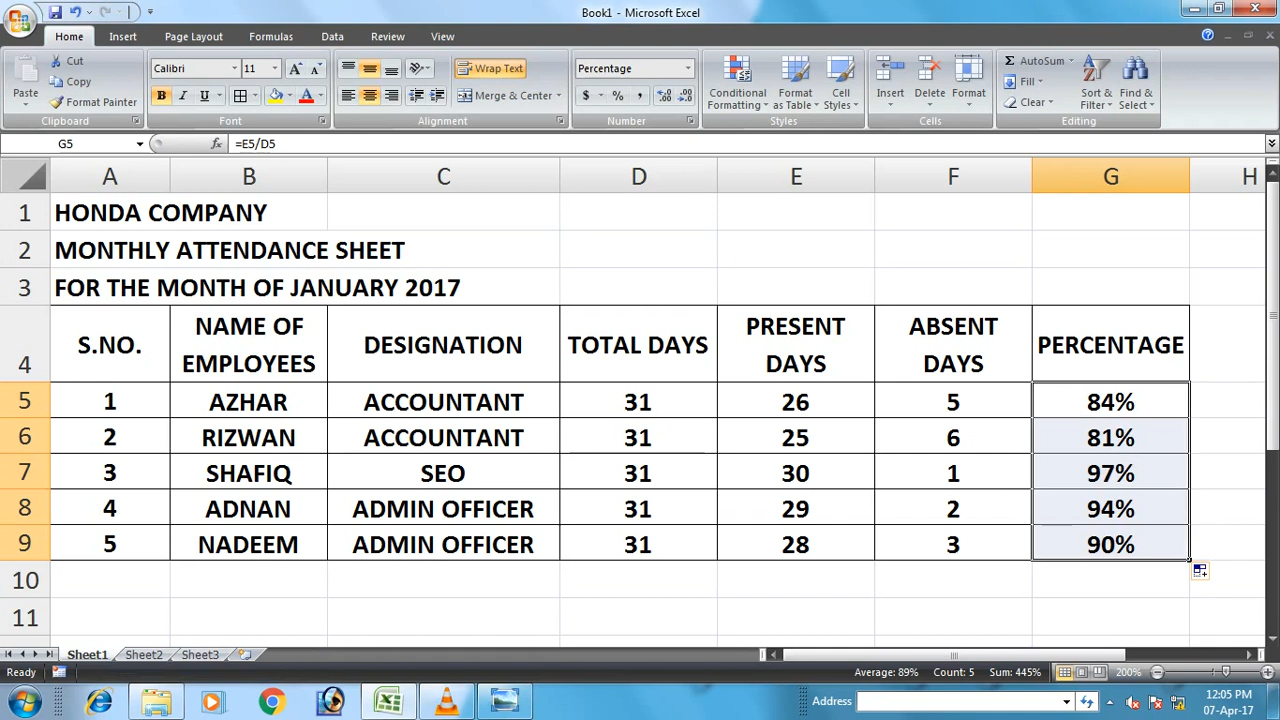 Book1 - Microsoft Excel
Home Insert Page Layout Formulas Data Review View
Cut
Copy
Format Painter
Paste
Clipboard
Calibri 11
B I U
Font
Wrap Text
Merge & Center
Alignment
Percentage
$ % ,
Number
Conditional Formatting
Format as Table
Cell Styles
Styles
Insert Delete Format
Cells
Σ AutoSum
Fill
Clear
Sort & Filter
Find & Select
Editing
G5 fx =E5/D5
A B C D E F G H
1 HONDA COMPANY
2 MONTHLY ATTENDANCE SHEET
3 FOR THE MONTH OF JANUARY 2017
4 S.NO. NAME OF EMPLOYEES DESIGNATION TOTAL DAYS PRESENT DAYS ABSENT DAYS PERCENTAGE
5 1 AZHAR ACCOUNTANT 31 26 5 84%
6 2 RIZWAN ACCOUNTANT 31 25 6 81%
7 3 SHAFIQ SEO 31 30 1 97%
8 4 ADNAN ADMIN OFFICER 31 29 2 94%
9 5 NADEEM ADMIN OFFICER 31 28 3 90%
10
11
Sheet1 Sheet2 Sheet3
Ready Average: 89% Count: 5 Sum: 445% 200%
Address 12:05 PM
07-Apr-17